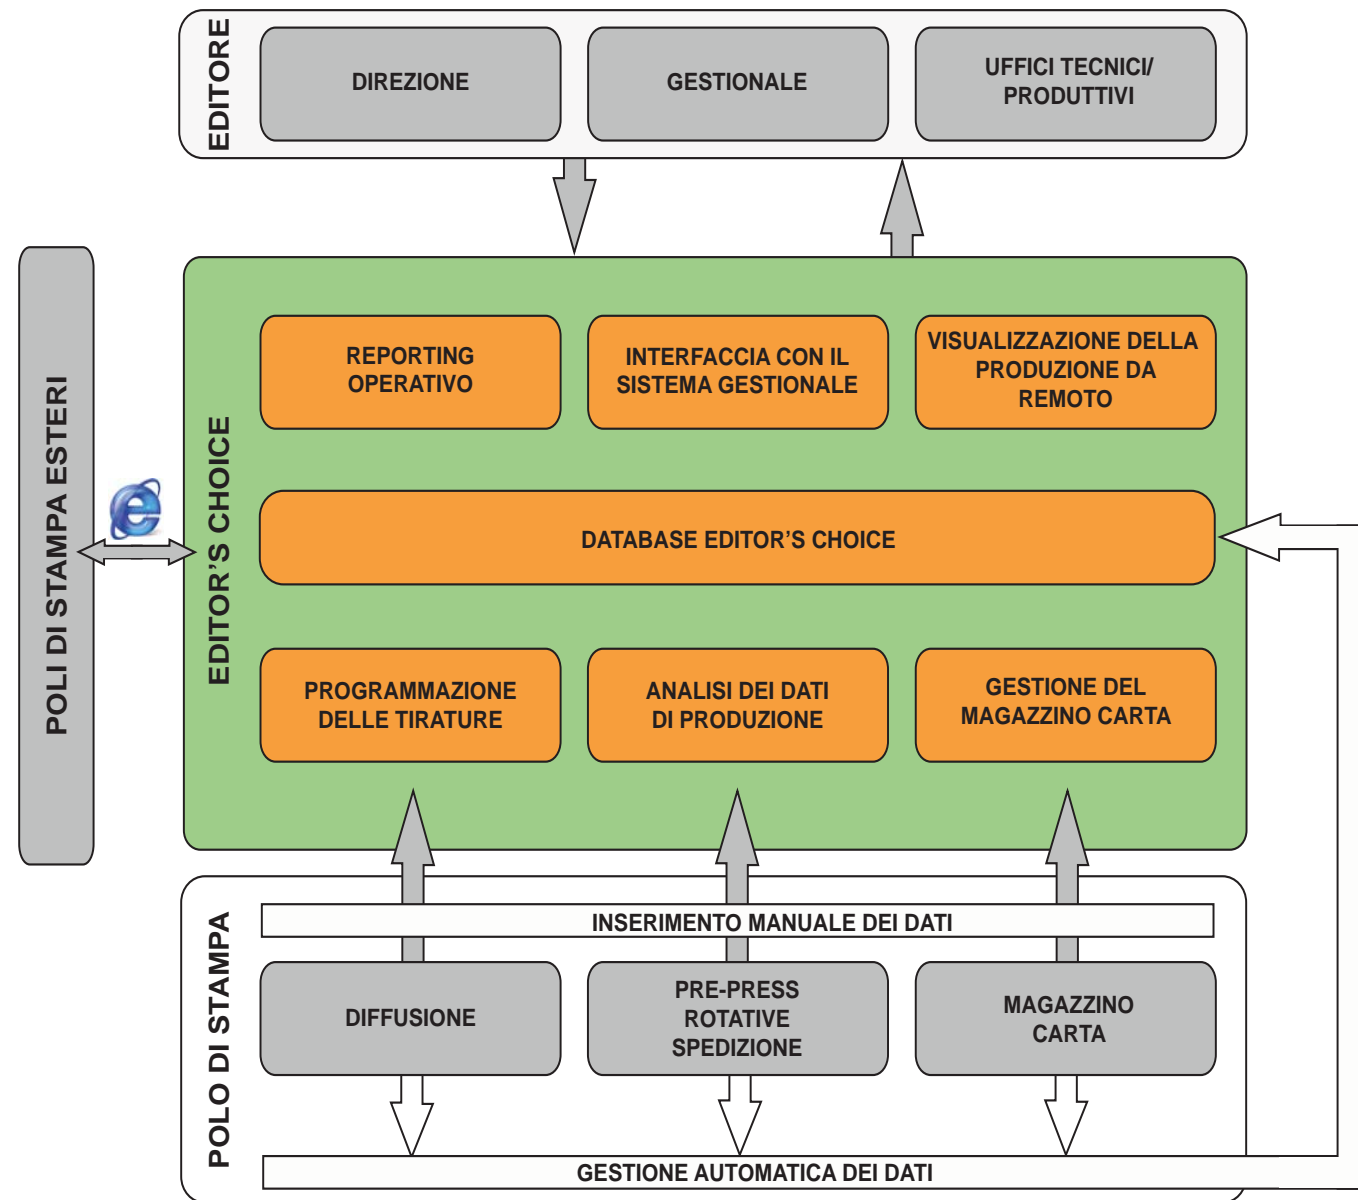 EDITORE
DIREZIONE
GESTIONALE
UFFICI TECNICI/
PRODUTTIVI
POLI DI STAMPA ESTERI
EDITOR'S CHOICE
REPORTING
OPERATIVO
INTERFACCIA CON IL
SISTEMA GESTIONALE
VISUALIZZAZIONE DELLA
PRODUZIONE DA
REMOTO
DATABASE EDITOR'S CHOICE
PROGRAMMAZIONE
DELLE TIRATURE
ANALISI DEI DATI
DI PRODUZIONE
GESTIONE DEL
MAGAZZINO CARTA
POLO DI STAMPA
INSERIMENTO MANUALE DEI DATI
DIFFUSIONE
PRE-PRESS
ROTATIVE
SPEDIZIONE
MAGAZZINO
CARTA
GESTIONE AUTOMATICA DEI DATI